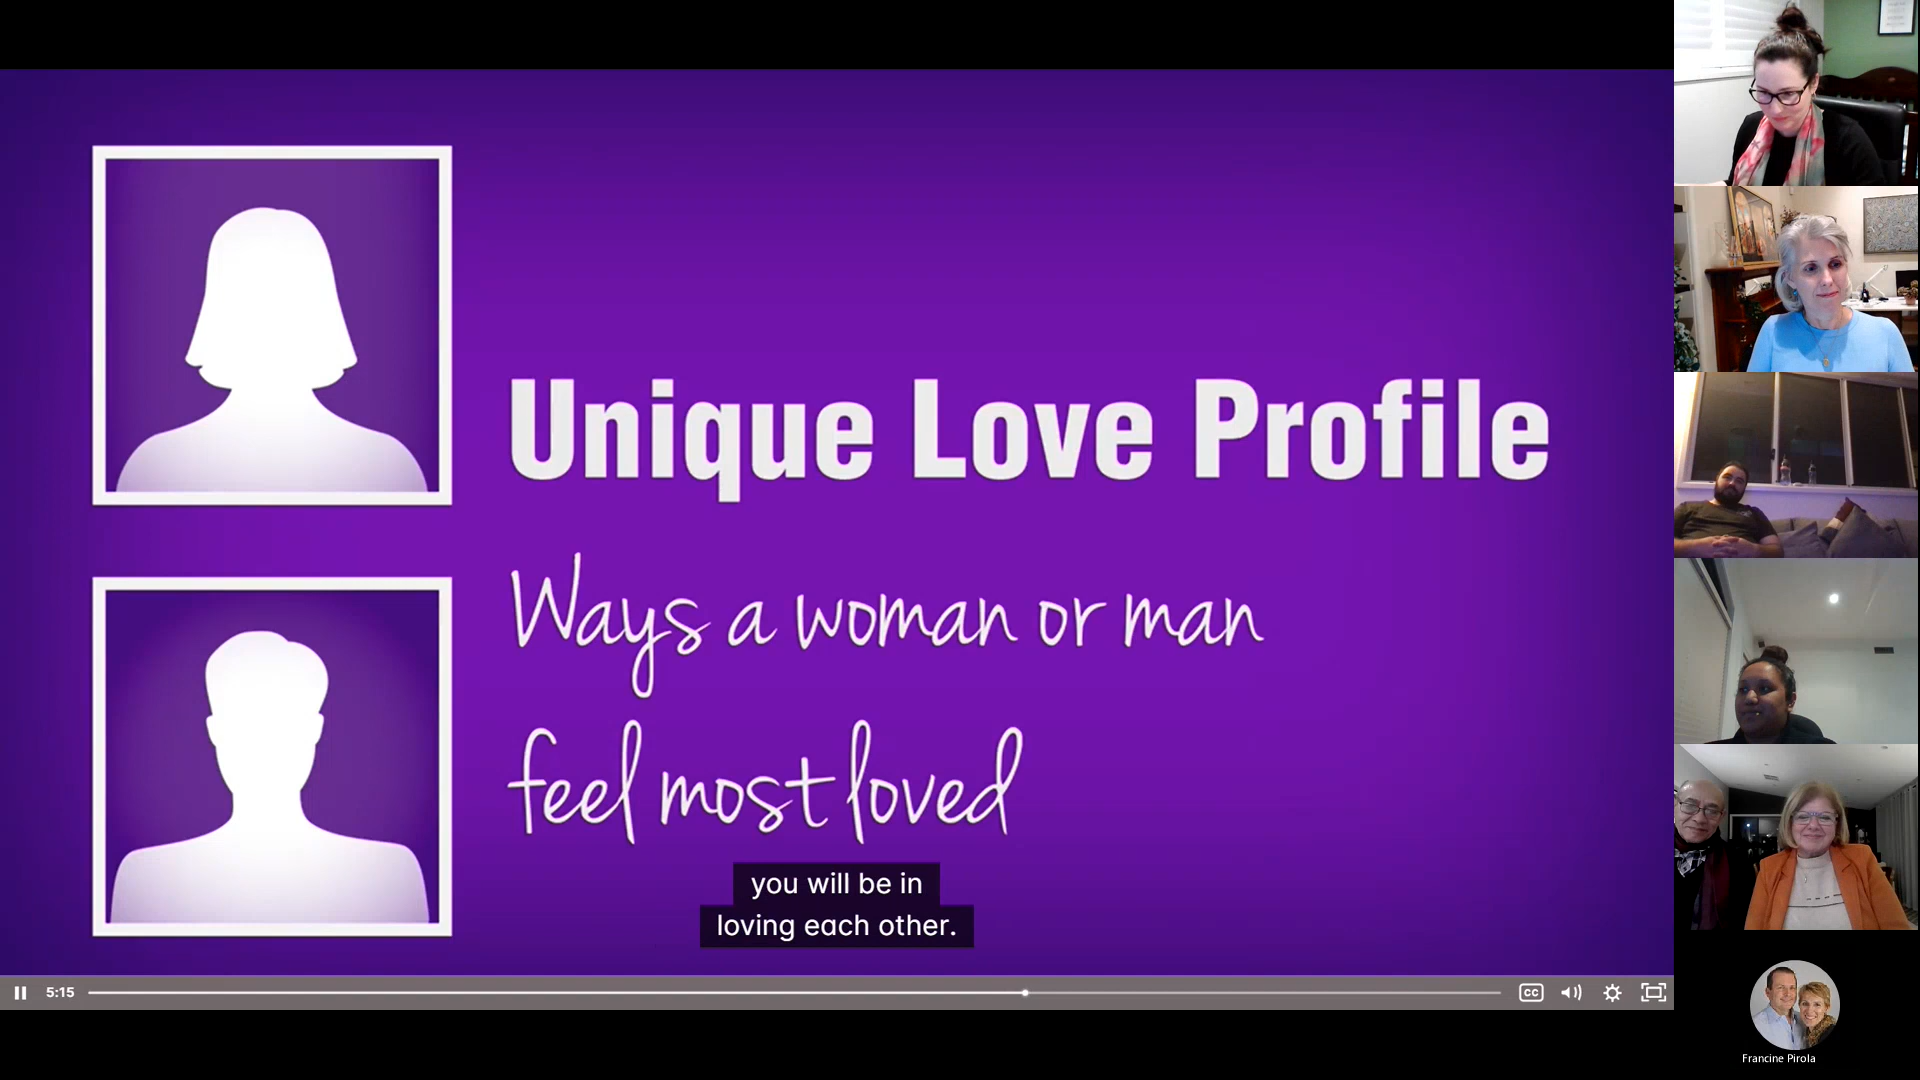 Unique Love Profile
Ways a woman or man
feel most loved
you will be in
loving each other.
5:15
CC
Francine Pirola